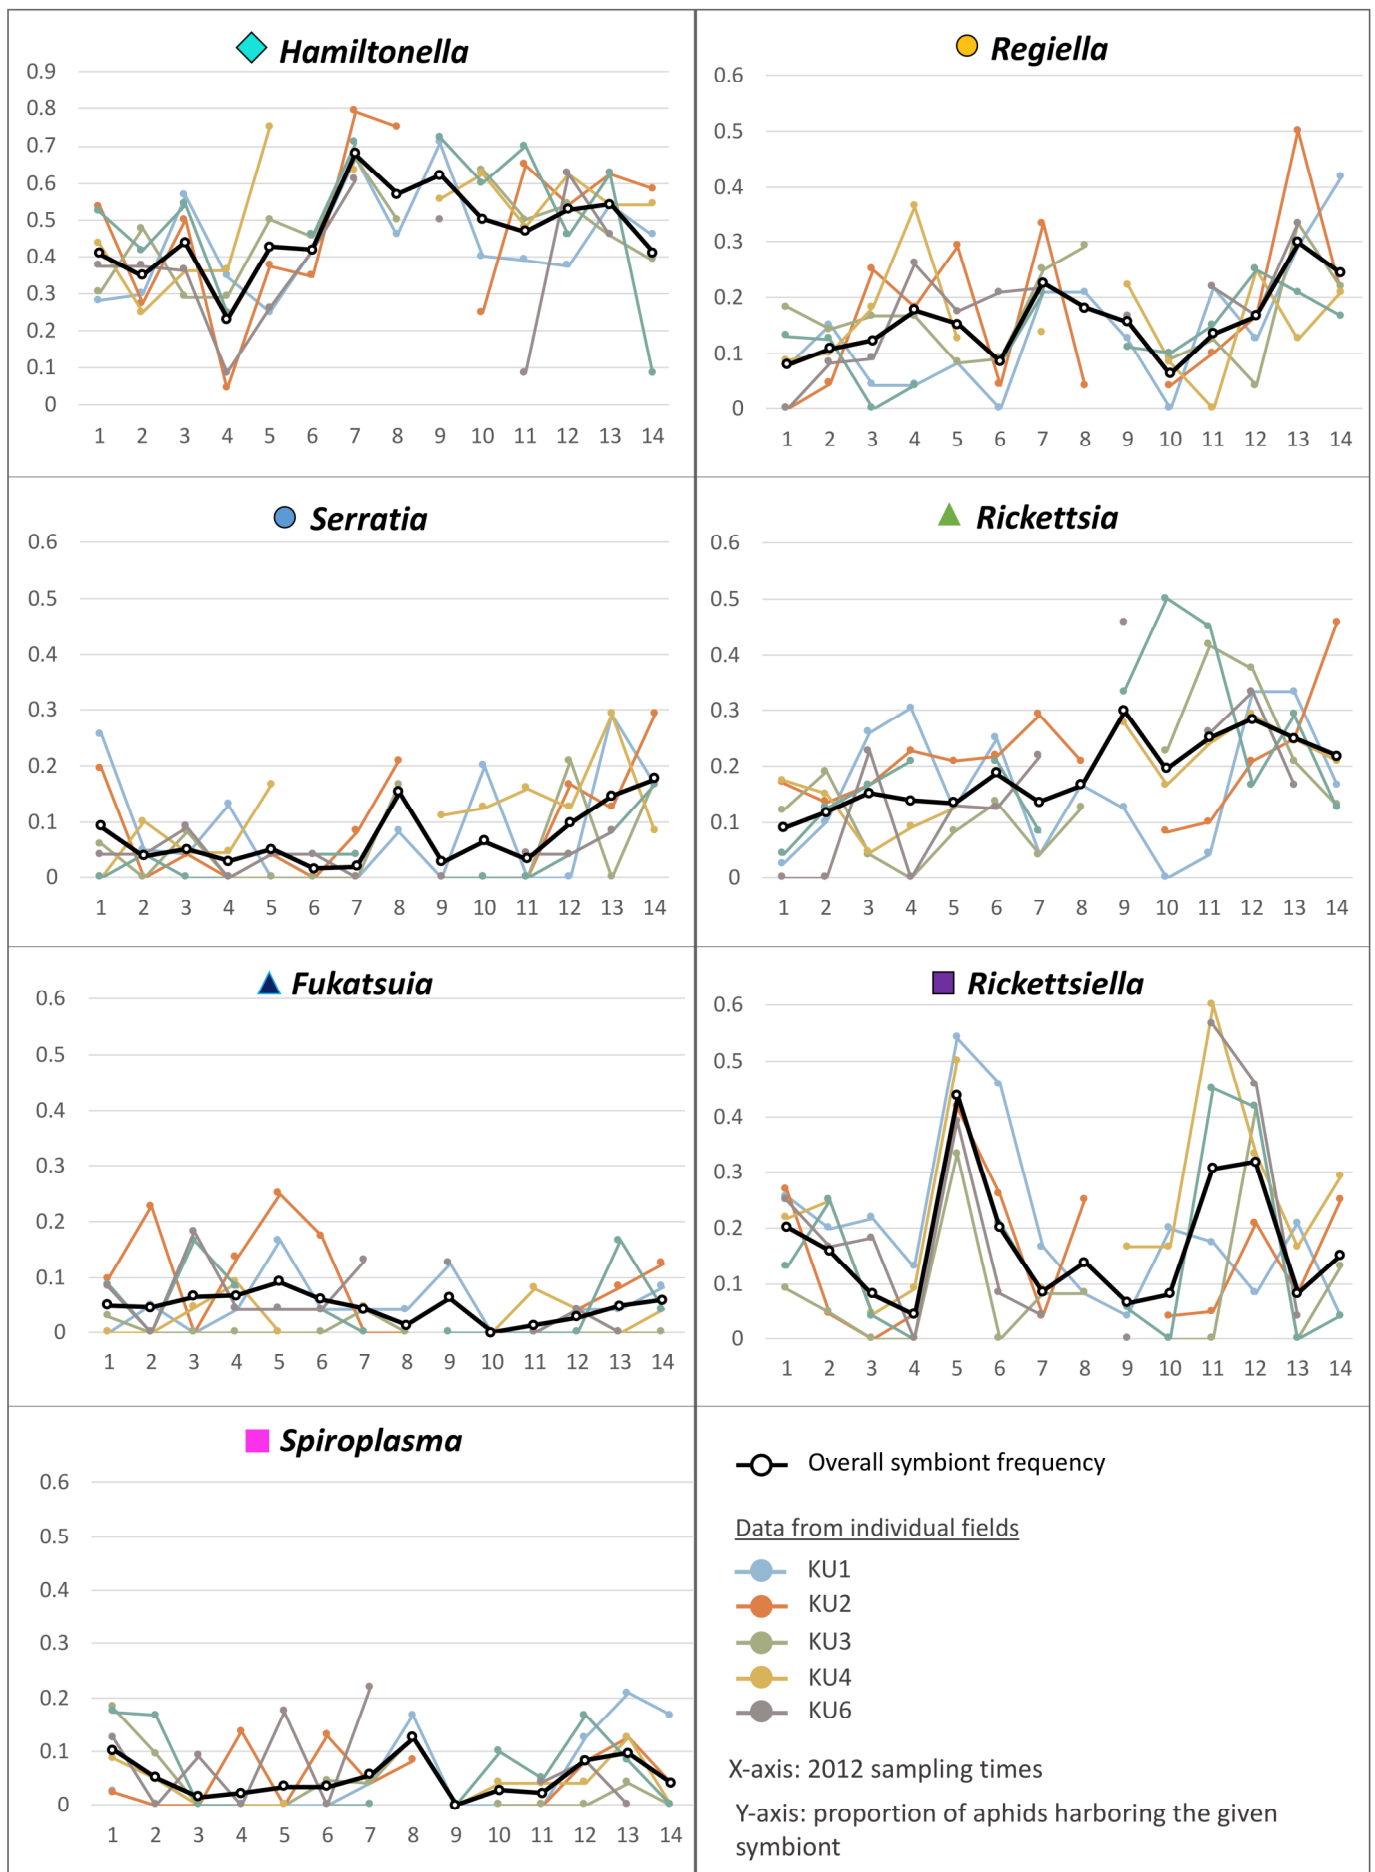 Hamiltonella
0.9
0.8
0.7
0.6
0.5
0.4
0.3
0.2
0.1
0
1 2 3 4 5 6 7 8 9 10 11 12 13 14
Regiella
0.6
0.5
0.4
0.3
0.2
0.1
0
1 2 3 4 5 6 7 8 9 10 11 12 13 14
Serratia
0.6
0.5
0.4
0.3
0.2
0.1
0
1 2 3 4 5 6 7 8 9 10 11 12 13 14
Rickettsia
0.6
0.5
0.4
0.3
0.2
0.1
0
1 2 3 4 5 6 7 8 9 10 11 12 13 14
Fukatsuia
0.6
0.5
0.4
0.3
0.2
0.1
0
1 2 3 4 5 6 7 8 9 10 11 12 13 14
Rickettsiella
0.6
0.5
0.4
0.3
0.2
0.1
0
1 2 3 4 5 6 7 8 9 10 11 12 13 14
Spiroplasma
0.6
0.5
0.4
0.3
0.2
0.1
0
1 2 3 4 5 6 7 8 9 10 11 12 13 14
Overall symbiont frequency
Data from individual fields
KU1
KU2
KU3
KU4
KU6
X-axis: 2012 sampling times
Y-axis: proportion of aphids harboring the given
symbiont